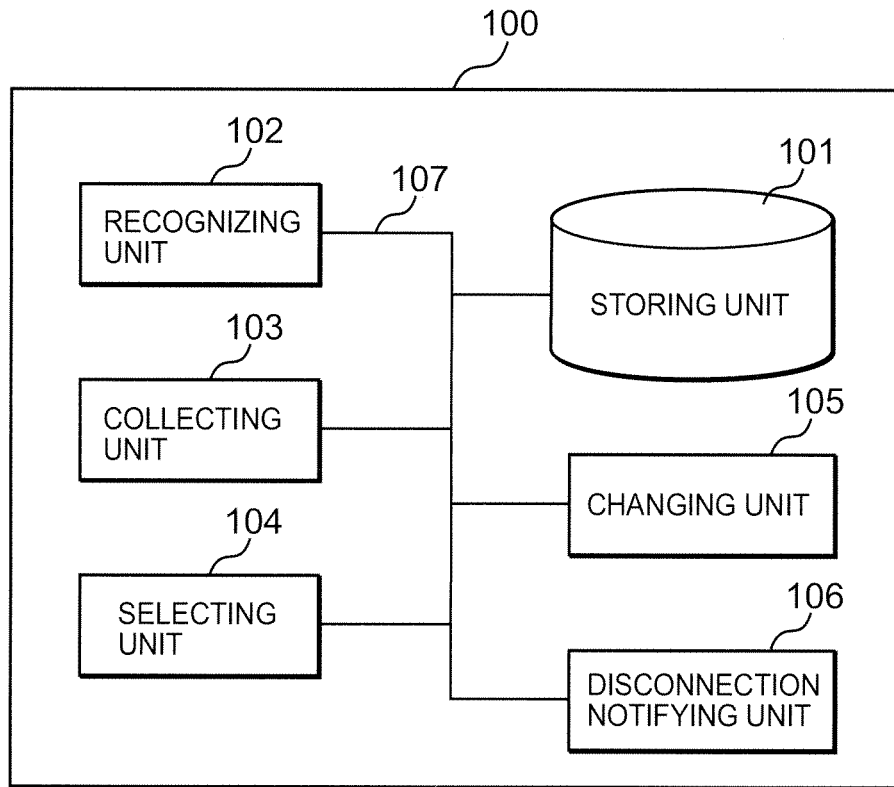 100
102
RECOGNIZING
UNIT
107
101
STORING UNIT
103
COLLECTING
UNIT
105
CHANGING UNIT
104
SELECTING
UNIT
106
DISCONNECTION
NOTIFYING UNIT